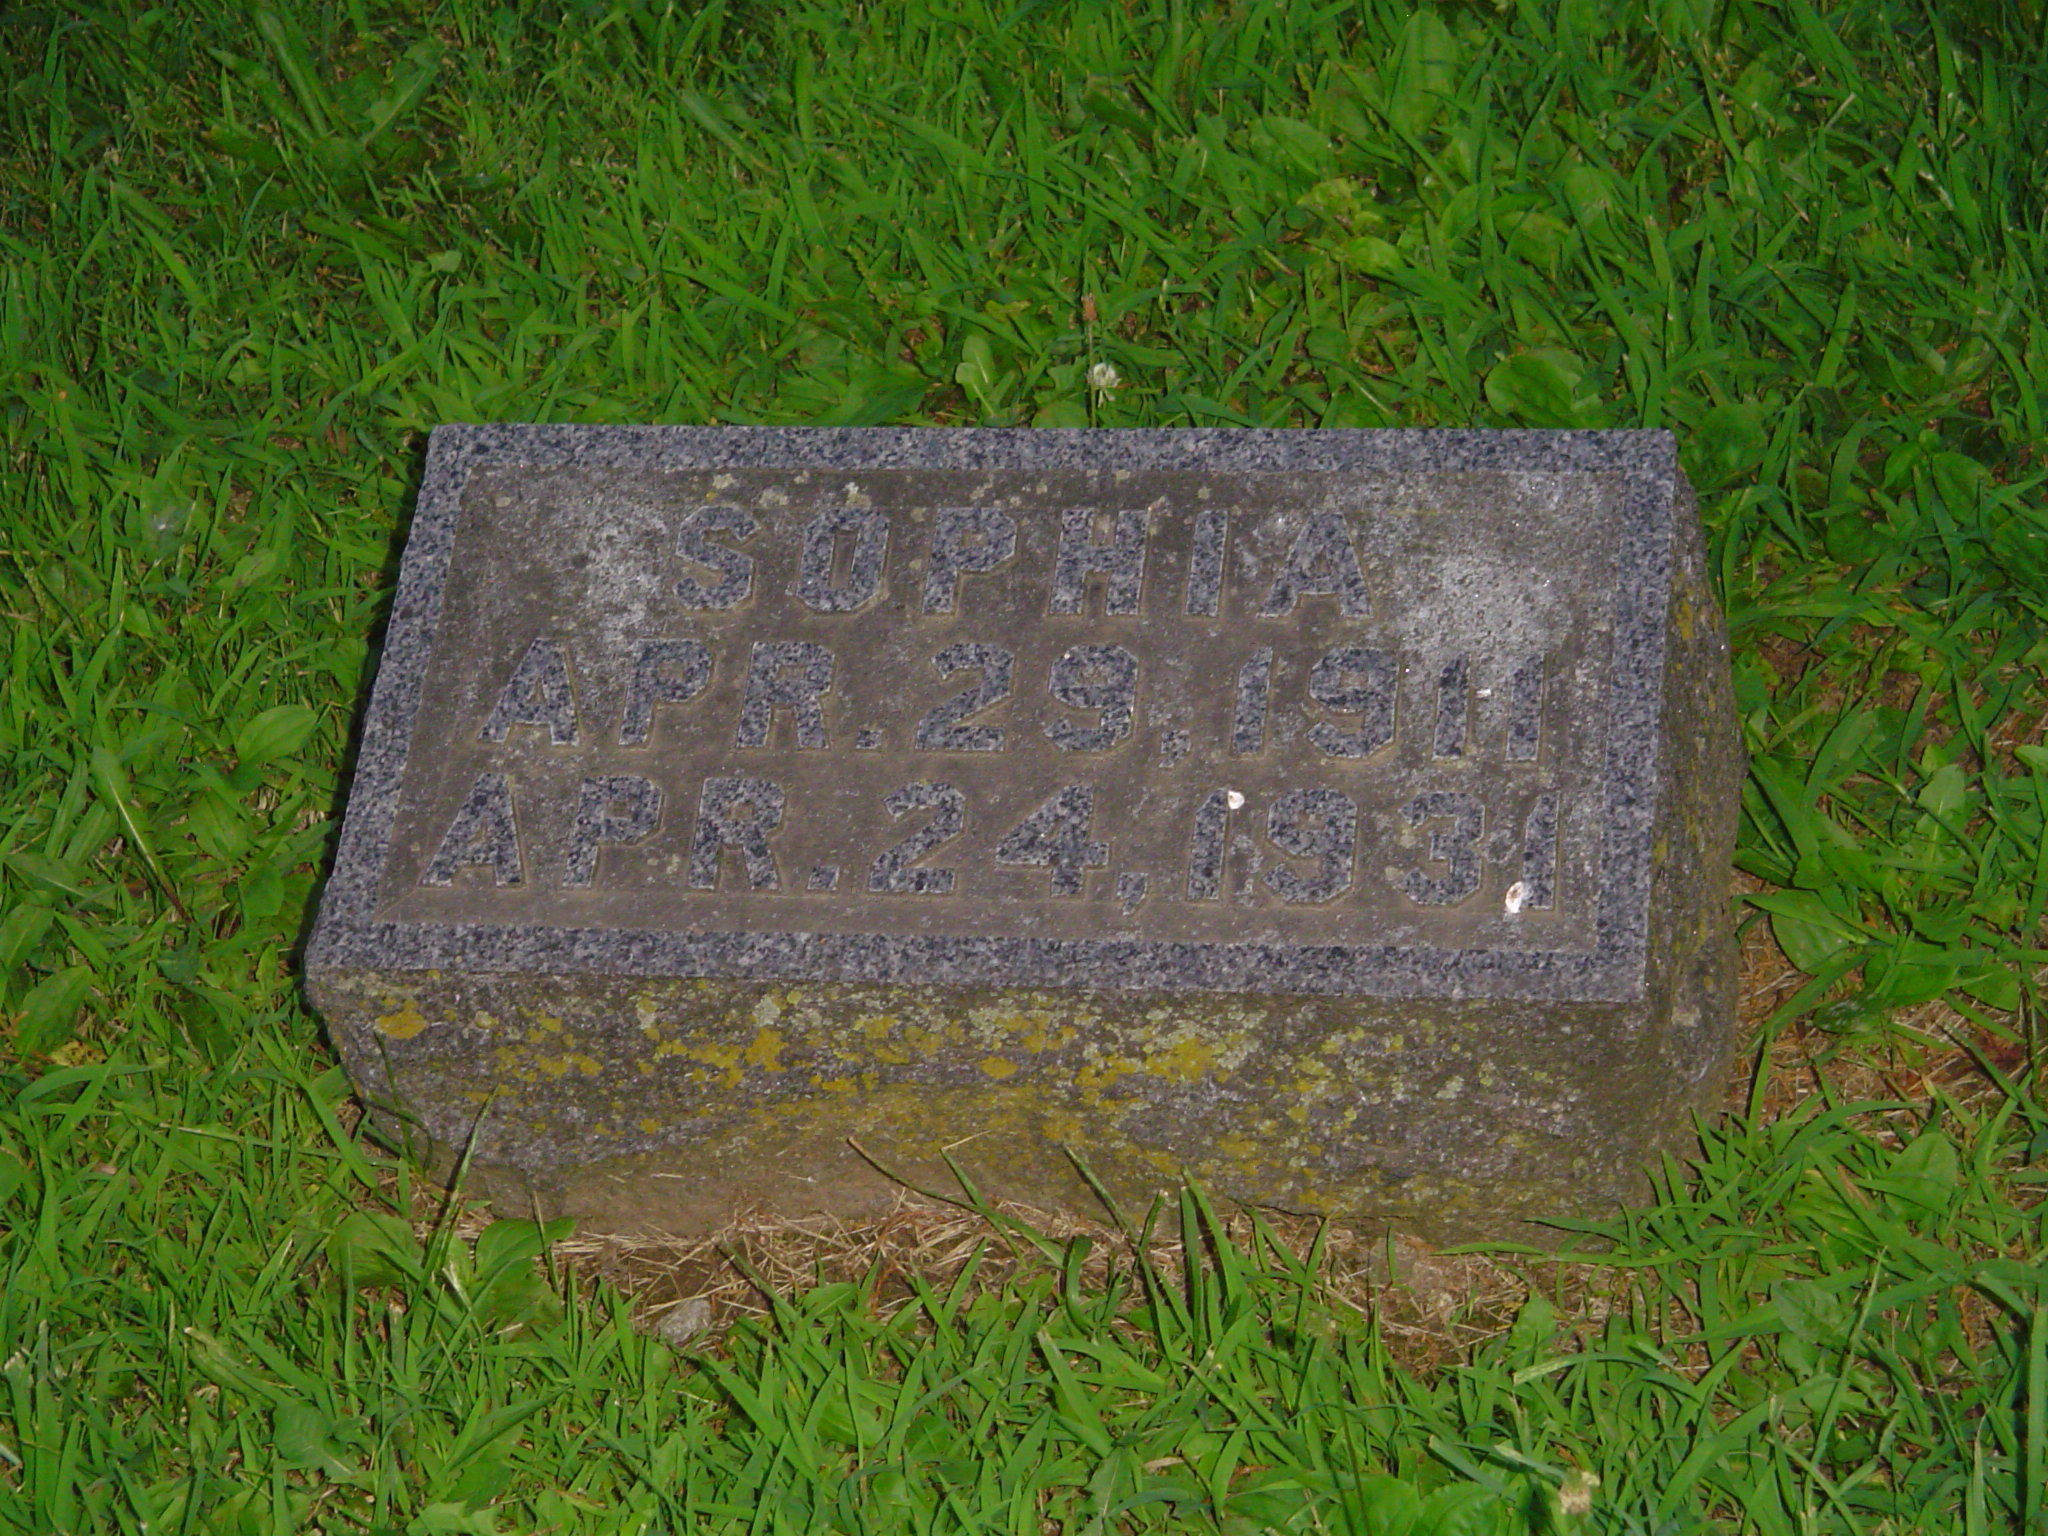 SOPHIA
APR. 29, 1911
APR. 24, 1931